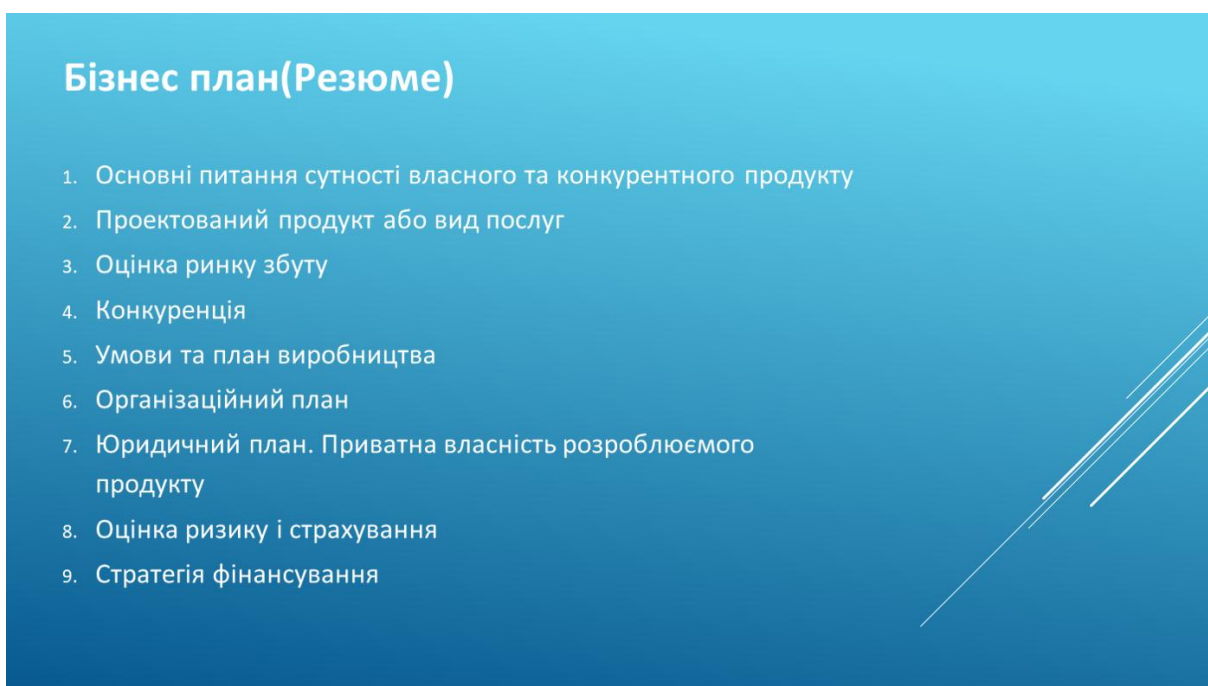 Бізнес план(Резюме)
1. Основні питання сутності власного та конкурентного продукту
2. Проектований продукт або вид послуг
3. Оцінка ринку збуту
4. Конкуренція
5. Умови та план виробництва
6. Організаційний план
7. Юридичний план. Приватна власність розроблюємого
продукту
8. Оцінка ризику і страхування
9. Стратегія фінансування